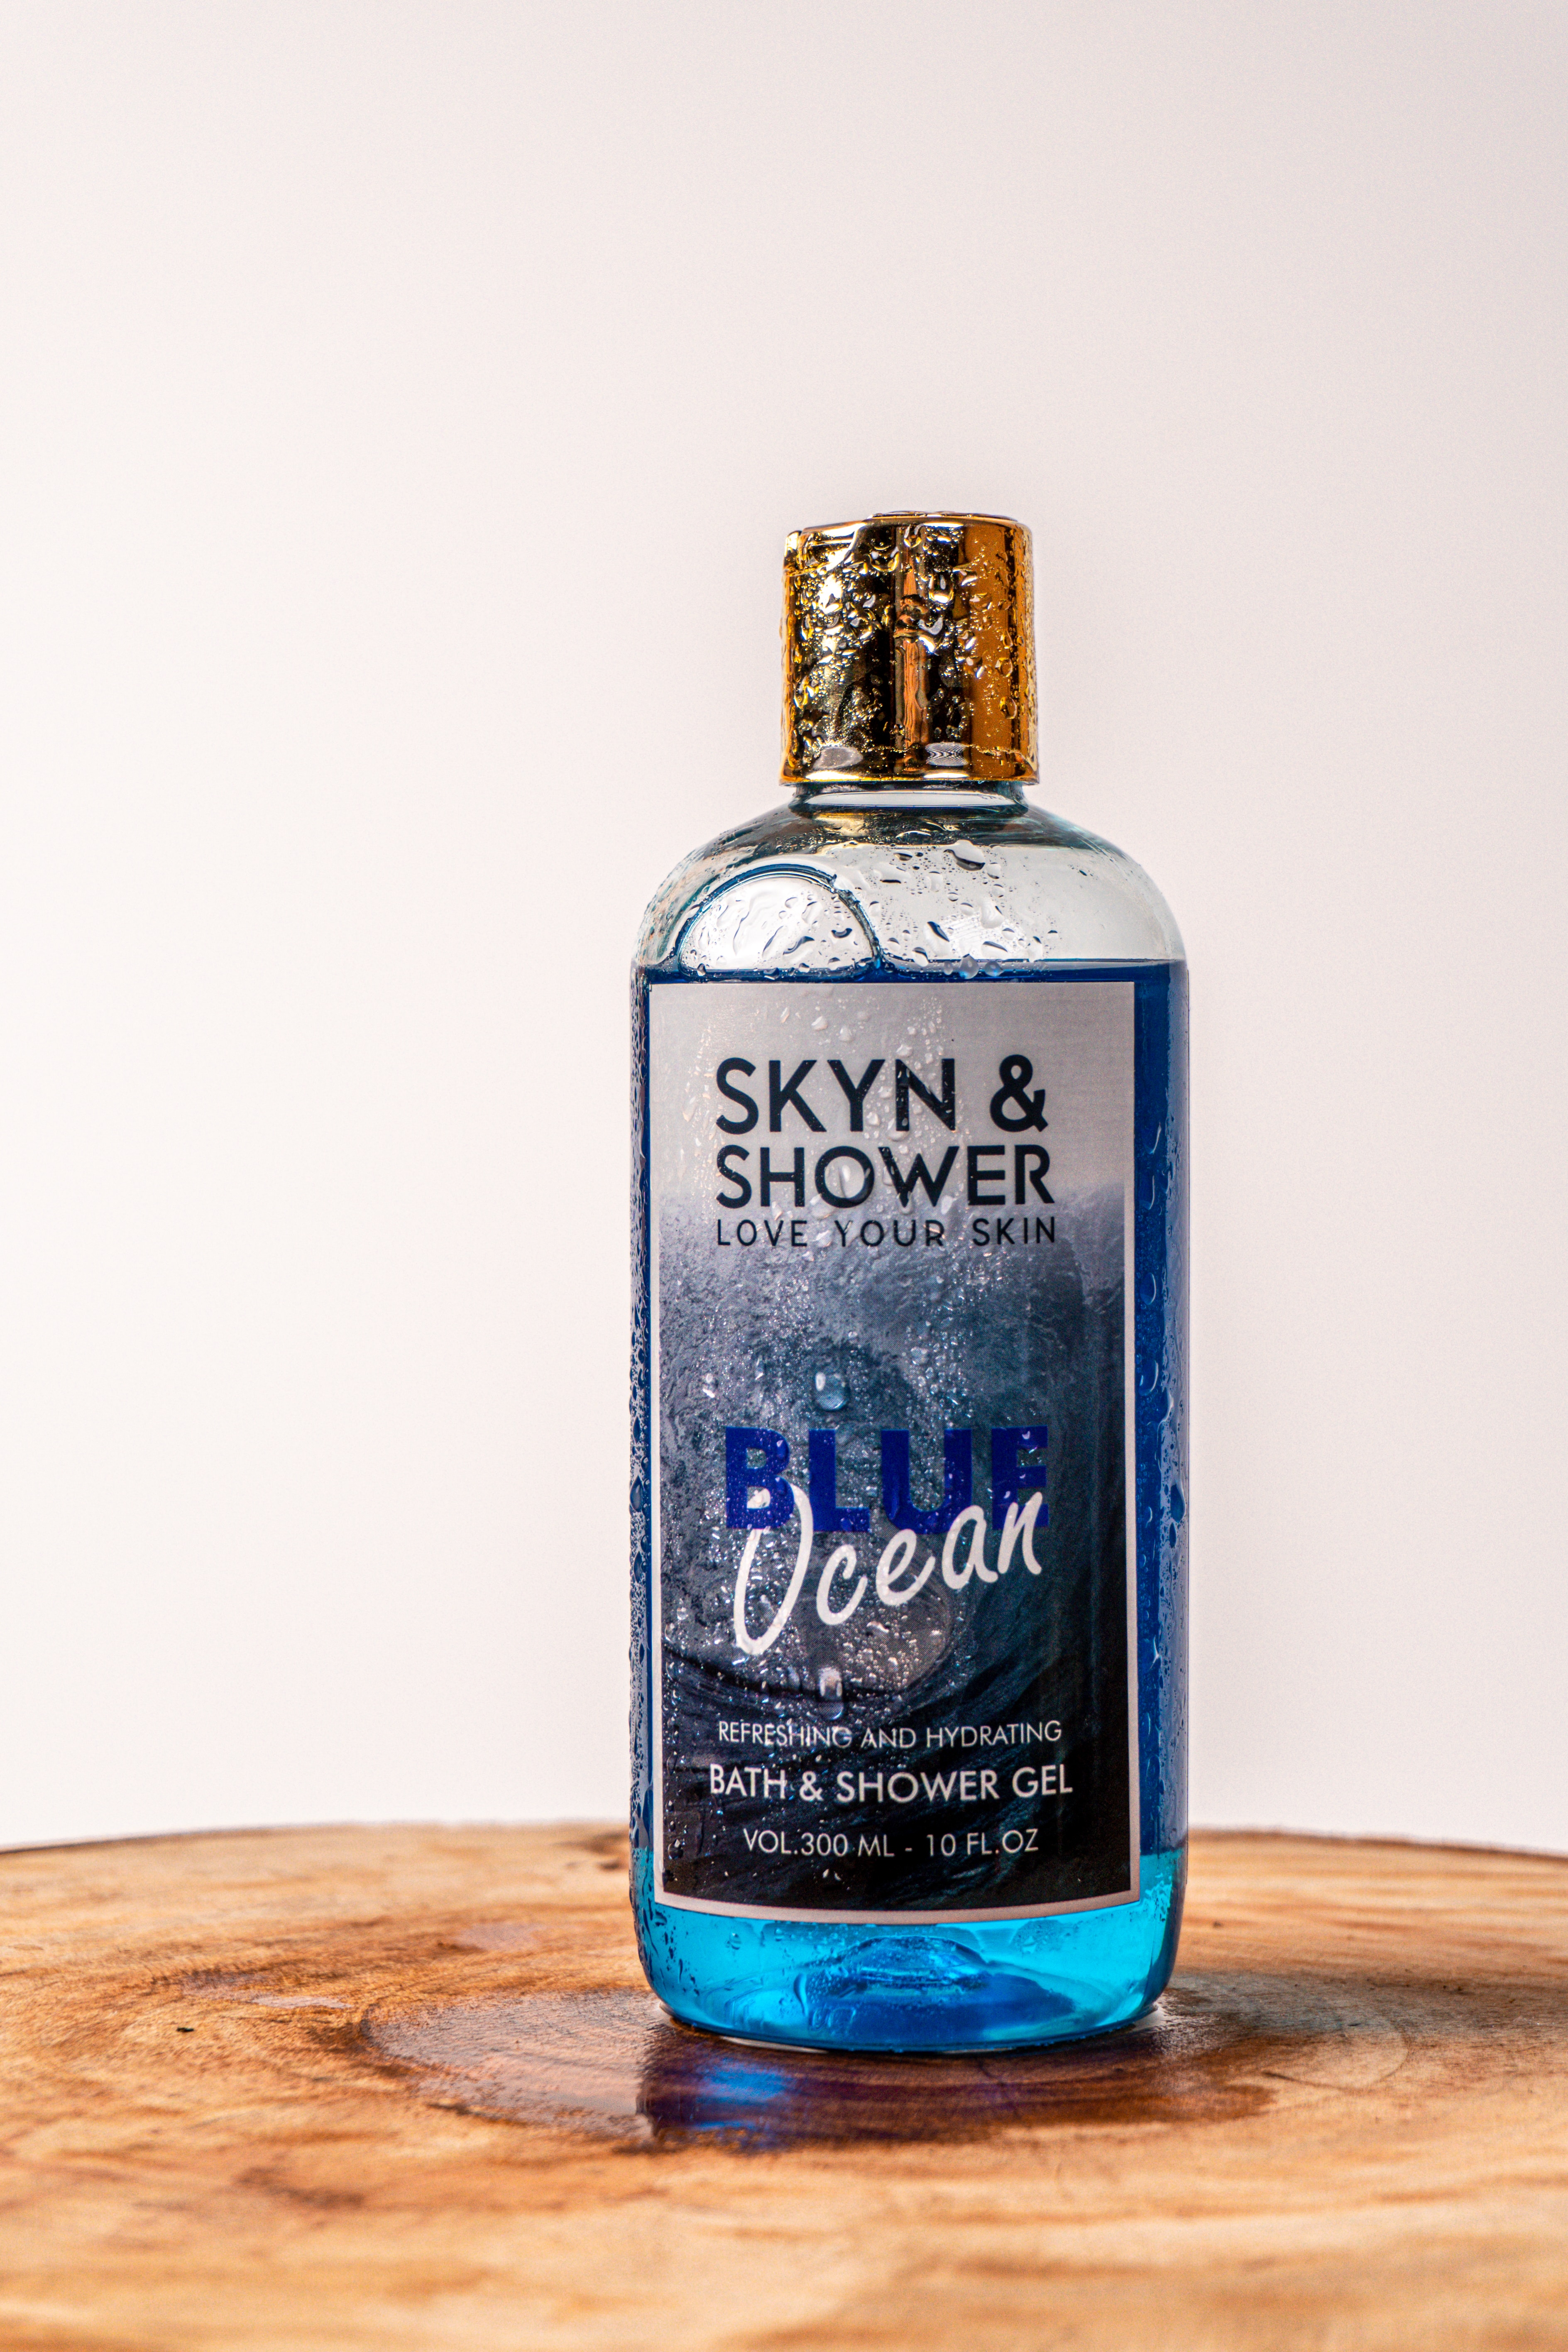 SKYN &
SHOWER
LOVE YOUR SKIN
BLUE
Ocean
REFRESHING AND HYDRATING
BATH & SHOWER GEL
VOL.300 ML - 10 FL.OZ